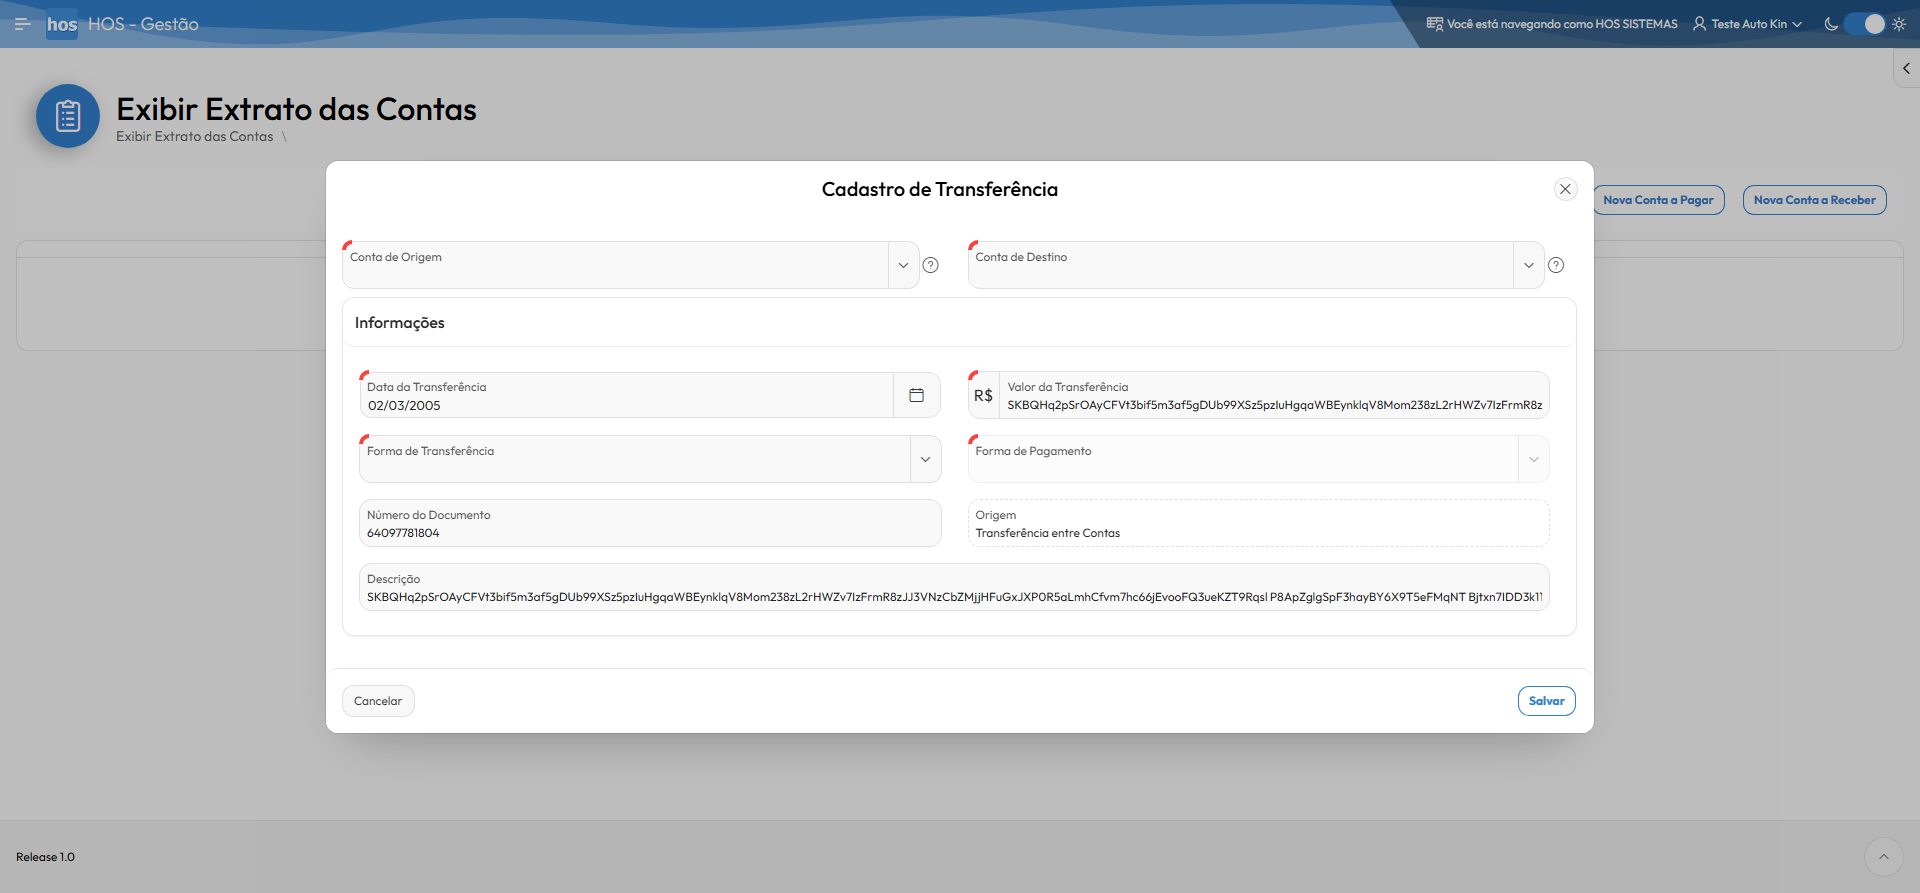 hos HOS - Gestão
Você está navegando como HOS SISTEMAS
Teste Auto Kin
Exibir Extrato das Contas
Exibir Extrato das Contas \
Nova Conta a Pagar
Nova Conta a Receber
Cadastro de Transferência
Conta de Origem
Conta de Destino
Informações
Data da Transferência
02/03/2005
R$
Valor da Transferência
SKBQHq2pSrOAyCFVt3bif5m3af5gDUb99XSz5pzIuHgqaWBEynklqV8Mom238zL2rHWZv7IzFrmR8z
Forma de Transferência
Forma de Pagamento
Número do Documento
64097781804
Origem
Transferência entre Contas
Descrição
SKBQHq2pSrOAyCFVt3bif5m3af5gDUb99XSz5pzIuHgqaWBEynklqV8Mom238zL2rHWZv7IzFrmR8zJJ3VNzCbZMjjHFuGxJXP0R5aLmhCfvm7hc66jEvooFQ3ueKZT9Rqsl P8ApZglgSpF3hayBY6X9T5eFMqNT Bjtxn7IDD3k11
Cancelar
Salvar
Release 1.0